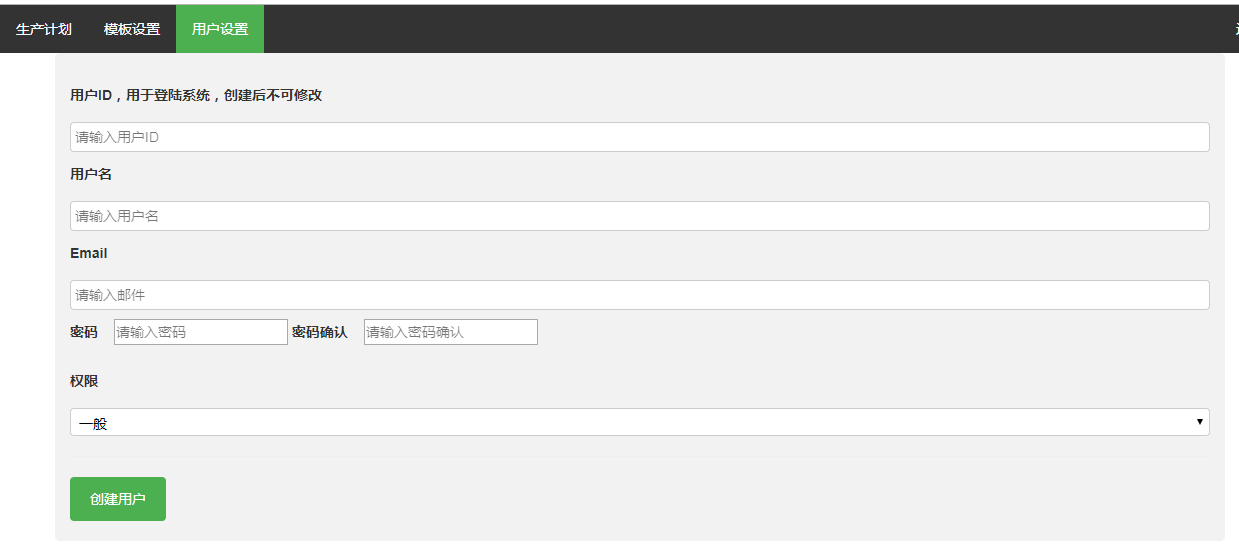 生产计划 模板设置 用户设置
用户ID，用于登陆系统，创建后不可修改
请输入用户ID
用户名
请输入用户名
Email
请输入邮件
密码 请输入密码 密码确认 请输入密码确认
权限
一般
创建用户